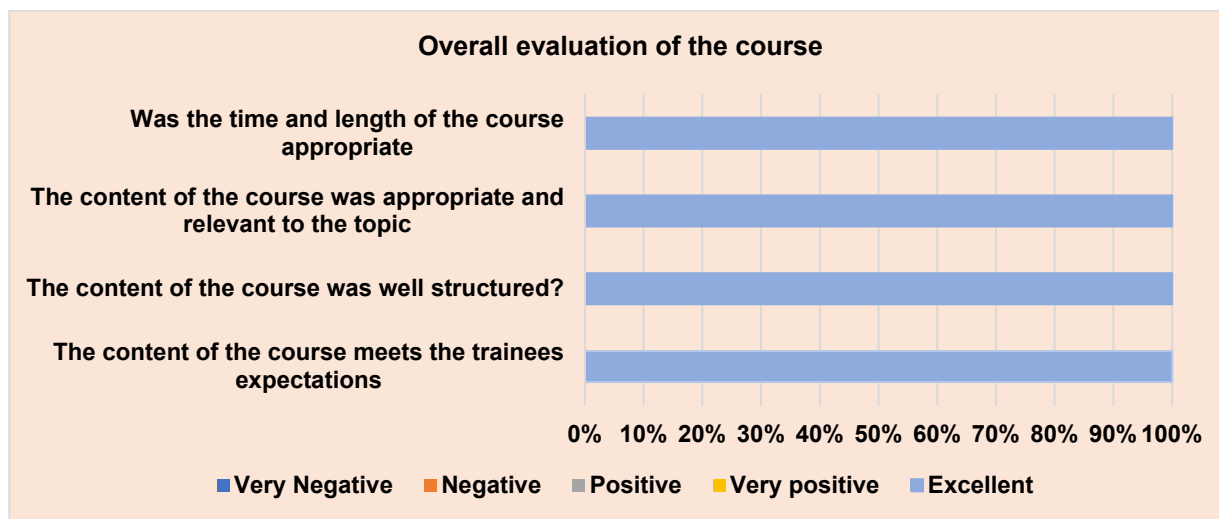 Overall evaluation of the course
Was the time and length of the course
appropriate
The content of the course was appropriate and
relevant to the topic
The content of the course was well structured?
The content of the course meets the trainees
expectations
0% 10% 20% 30% 40% 50% 60% 70% 80% 90% 100%
Very Negative Negative Positive Very positive Excellent